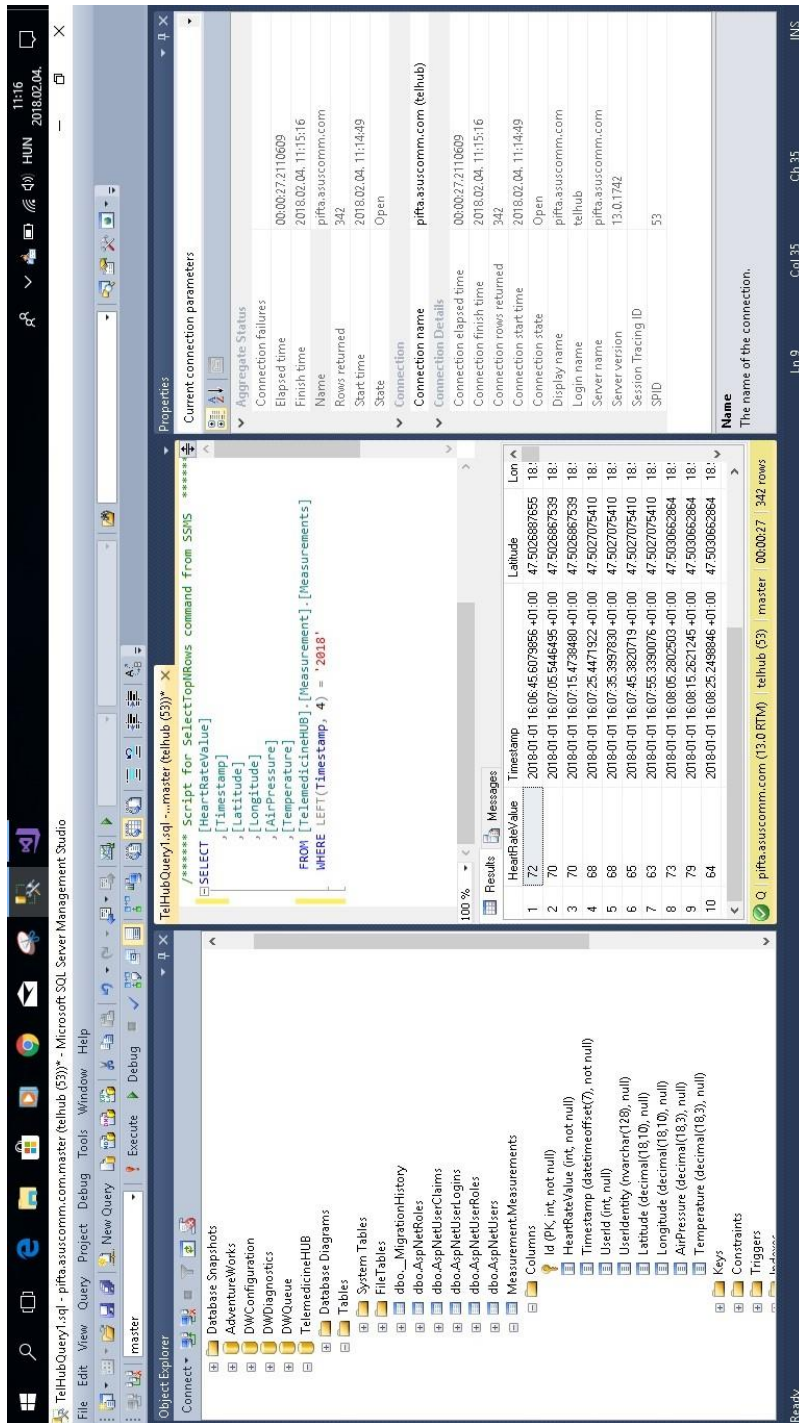 11:16
HUN
2018.02.04.
TelHubQuery1.sql - pifta.asuscomm.com.master (telhub (53))* - Microsoft SQL Server Management Studio
File Edit View Query Project Debug Tools Window Help
New Query
master
Execute Debug
Object Explorer
Connect
Database Snapshots
AdventureWorks
DWConfiguration
DWDiagnostics
DWQueue
TelemedicineHUB
Database Diagrams
Tables
System Tables
FileTables
dbo.__MigrationHistory
dbo.AspNetRoles
dbo.AspNetUserClaims
dbo.AspNetUserLogins
dbo.AspNetUserRoles
dbo.AspNetUsers
Measurement.Measurements
Columns
Id (PK, int, not null)
HeartRateValue (int, not null)
Timestamp (datetimeoffset(7), not null)
UserId (int, null)
UserIdentity (nvarchar(128), null)
Latitude (decimal(18,10), null)
Longitude (decimal(18,10), null)
AirPressure (decimal(18,3), null)
Temperature (decimal(18,3), null)
Keys
Constraints
Triggers
Indexes
TelHubQuery1.sql -...master (telhub (53))*
/****** Script for SelectTopNRows command from SSMS ******
SELECT [HeartRateValue]
,[Timestamp]
,[Latitude]
,[Longitude]
,[AirPressure]
,[Temperature]
FROM [TelemedicineHUB].[Measurement].[Measurements]
WHERE LEFT(Timestamp, 4) = '2018'
100 %
Results Messages
HeartRateValue Timestamp Latitude Lon
1 72 2018-01-01 16:06:45.6079856 +01:00 47.5026887655 18.
2 70 2018-01-01 16:07:05.5446495 +01:00 47.5026867539 18.
3 70 2018-01-01 16:07:15.4738480 +01:00 47.5026867539 18.
4 68 2018-01-01 16:07:25.4471922 +01:00 47.5027075410 18.
5 68 2018-01-01 16:07:35.3997830 +01:00 47.5027075410 18.
6 65 2018-01-01 16:07:45.3820719 +01:00 47.5027075410 18.
7 63 2018-01-01 16:07:55.3390076 +01:00 47.5027075410 18.
8 73 2018-01-01 16:08:05.2802503 +01:00 47.5030662864 18.
9 79 2018-01-01 16:08:15.2621245 +01:00 47.5030662864 18.
10 64 2018-01-01 16:08:25.2498846 +01:00 47.5030662864 18.
Q pifta.asuscomm.com (13.0 RTM) telhub (53) master 00:00:27 342 rows
Properties
Current connection parameters
Aggregate Status
Connection failures
Elapsed time 00:00:27.2110609
Finish time 2018.02.04. 11:15:16
Name pifta.asuscomm.com
Rows returned 342
Start time 2018.02.04. 11:14:49
State Open
Connection
Connection name pifta.asuscomm.com (telhub)
Connection Details
Connection elapsed time 00:00:27.2110609
Connection finish time 2018.02.04. 11:15:16
Connection rows returned 342
Connection start time 2018.02.04. 11:14:49
Connection state Open
Display name pifta.asuscomm.com
Login name telhub
Server name pifta.asuscomm.com
Server version 13.0.1742
Session Tracing ID
SPID 53
Name
The name of the connection.
Ready Ln 9 Col 35 Ch 35 INS